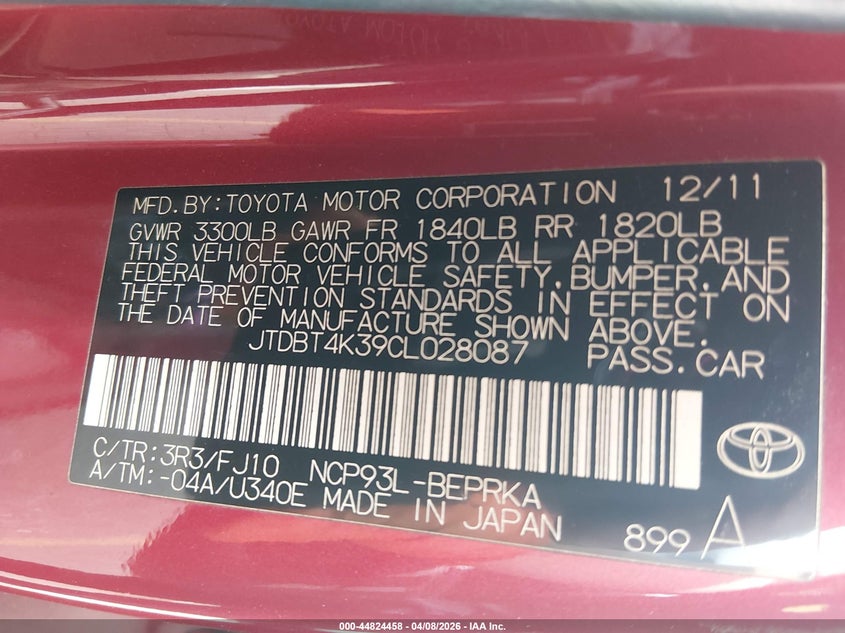 MFD.BY:TOYOTA MOTOR CORPORATION 12/11
GVWR 3300LB GAWR FR 1840LB RR 1820LB
THIS VEHICLE CONFORMS TO ALL APPLICABLE
FEDERAL MOTOR VEHICLE SAFETY,BUMPER,AND
THEFT PREVENTION STANDARDS IN EFFECT ON
THE DATE OF MANUFACTURE SHOWN ABOVE.
JTDBT4K39CL028087 PASS.CAR
C/TR:3R3/FJ10 NCP93L-BEPRKA
A/TM:-04A/U340E MADE IN JAPAN
899 A
000-44824458 - 04/08/2026 - IAA Inc.